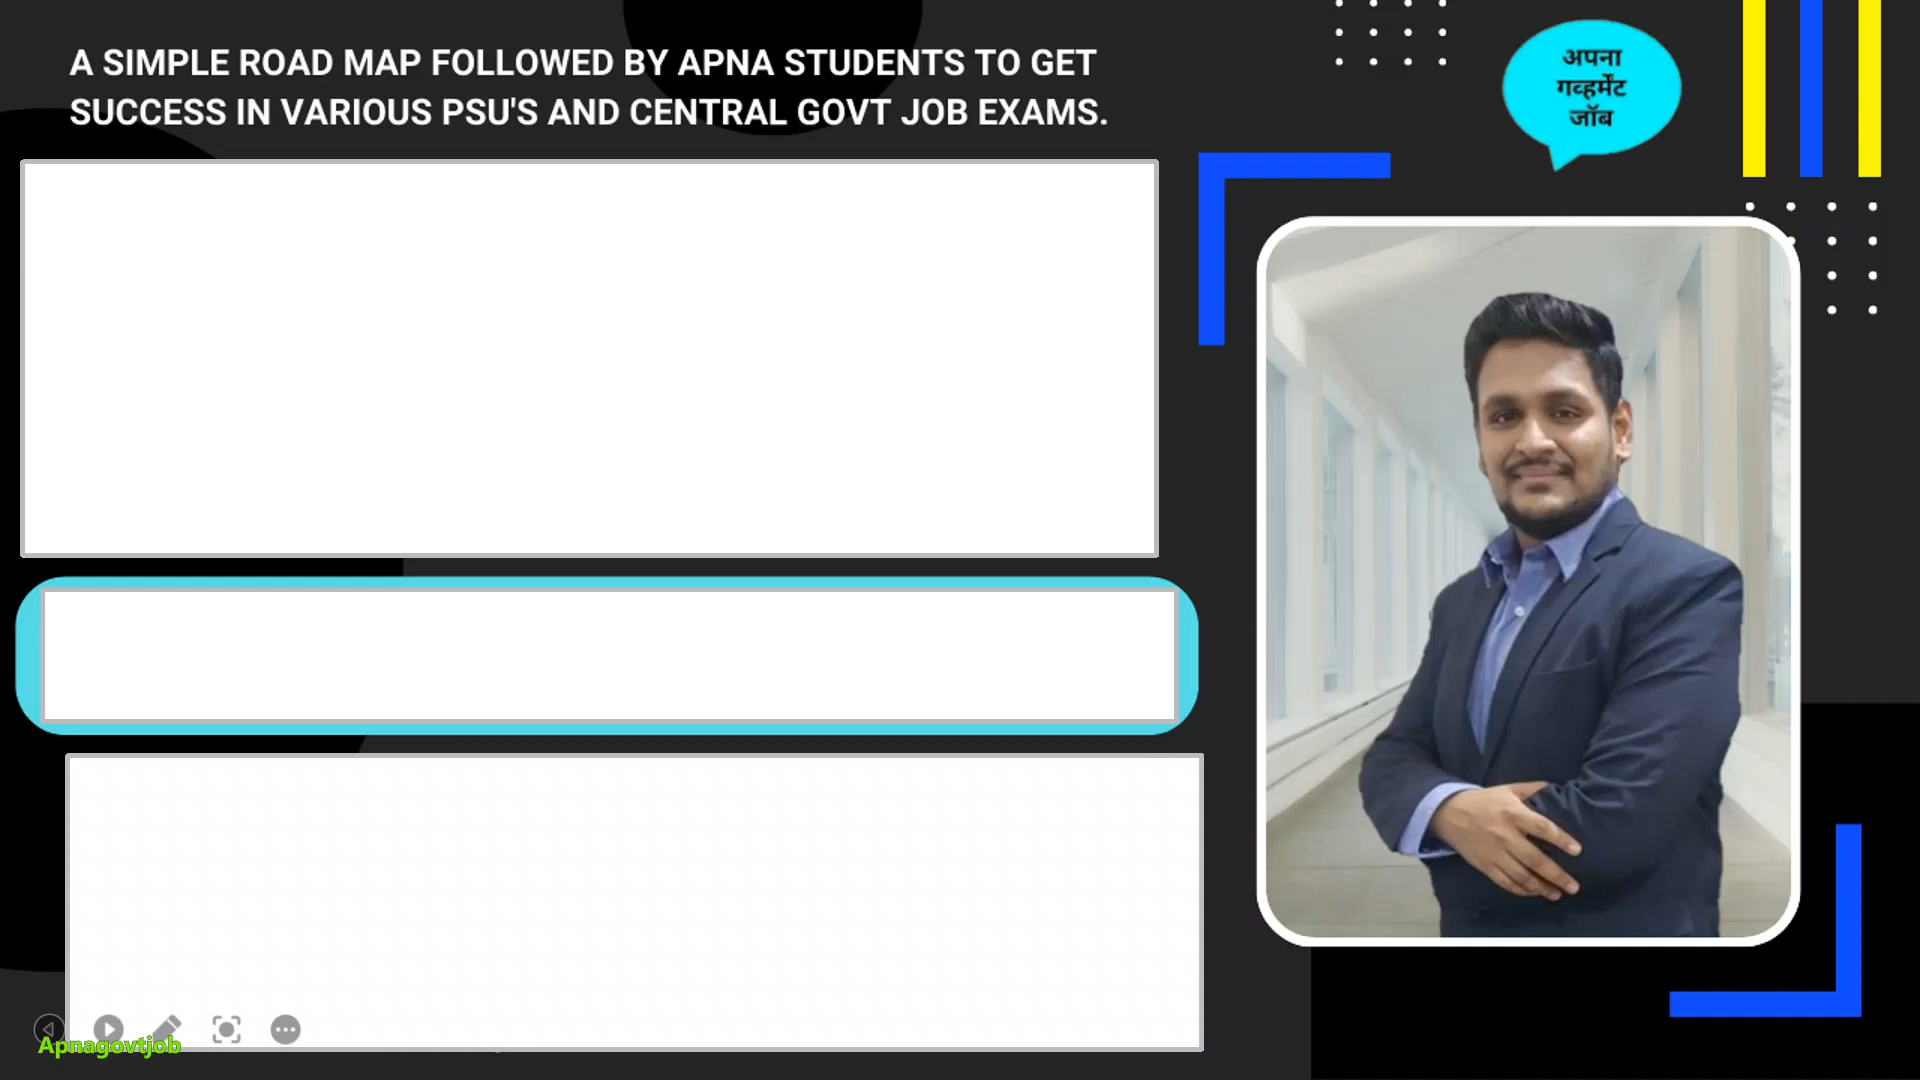 A SIMPLE ROAD MAP FOLLOWED BY APNA STUDENTS TO GET
SUCCESS IN VARIOUS PSU'S AND CENTRAL GOVT JOB EXAMS.
अपना
गव्हर्मेंट
जॉब
Apnagovtjob